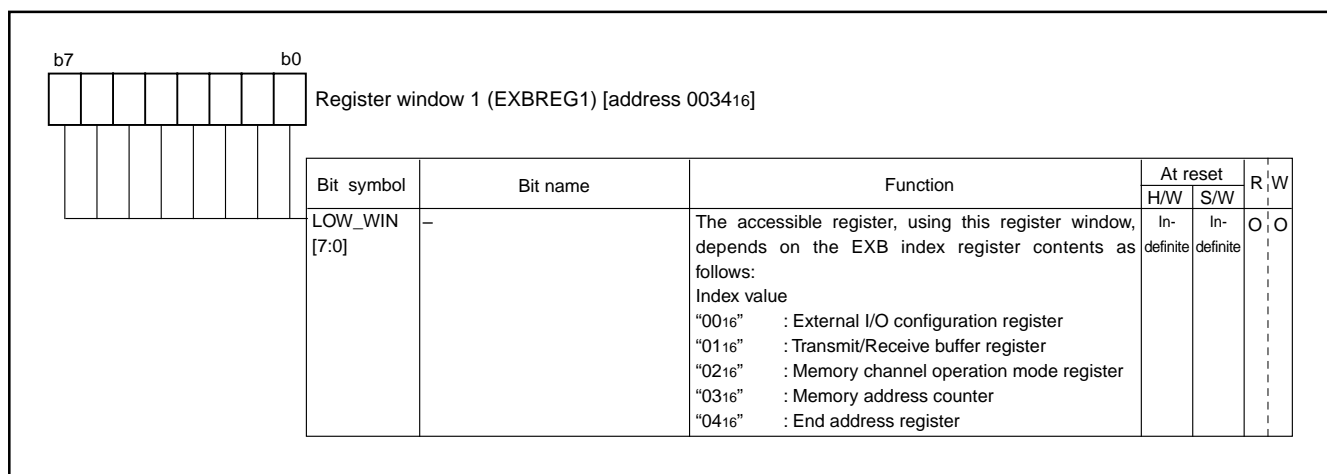 b7 b0
Register window 1 (EXBREG1) [address 003416]
Bit symbol Bit name Function At reset R W
H/W S/W
LOW_WIN – The accessible register, using this register window, In- In- O O
[7:0] depends on the EXB index register contents as definite definite
follows:
Index value
“0016” : External I/O configuration register
“0116” : Transmit/Receive buffer register
“0216” : Memory channel operation mode register
“0316” : Memory address counter
“0416” : End address register